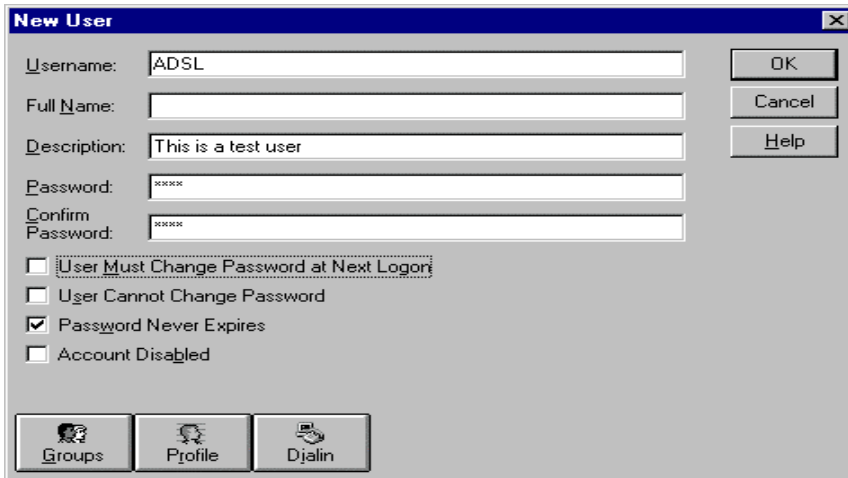 New User
Username: ADSL OK
Full Name: Cancel
Description: This is a test user Help
Password: ****
Confirm
Password: ****
User Must Change Password at Next Logon
User Cannot Change Password
Password Never Expires
Account Disabled
Groups Profile Dialin